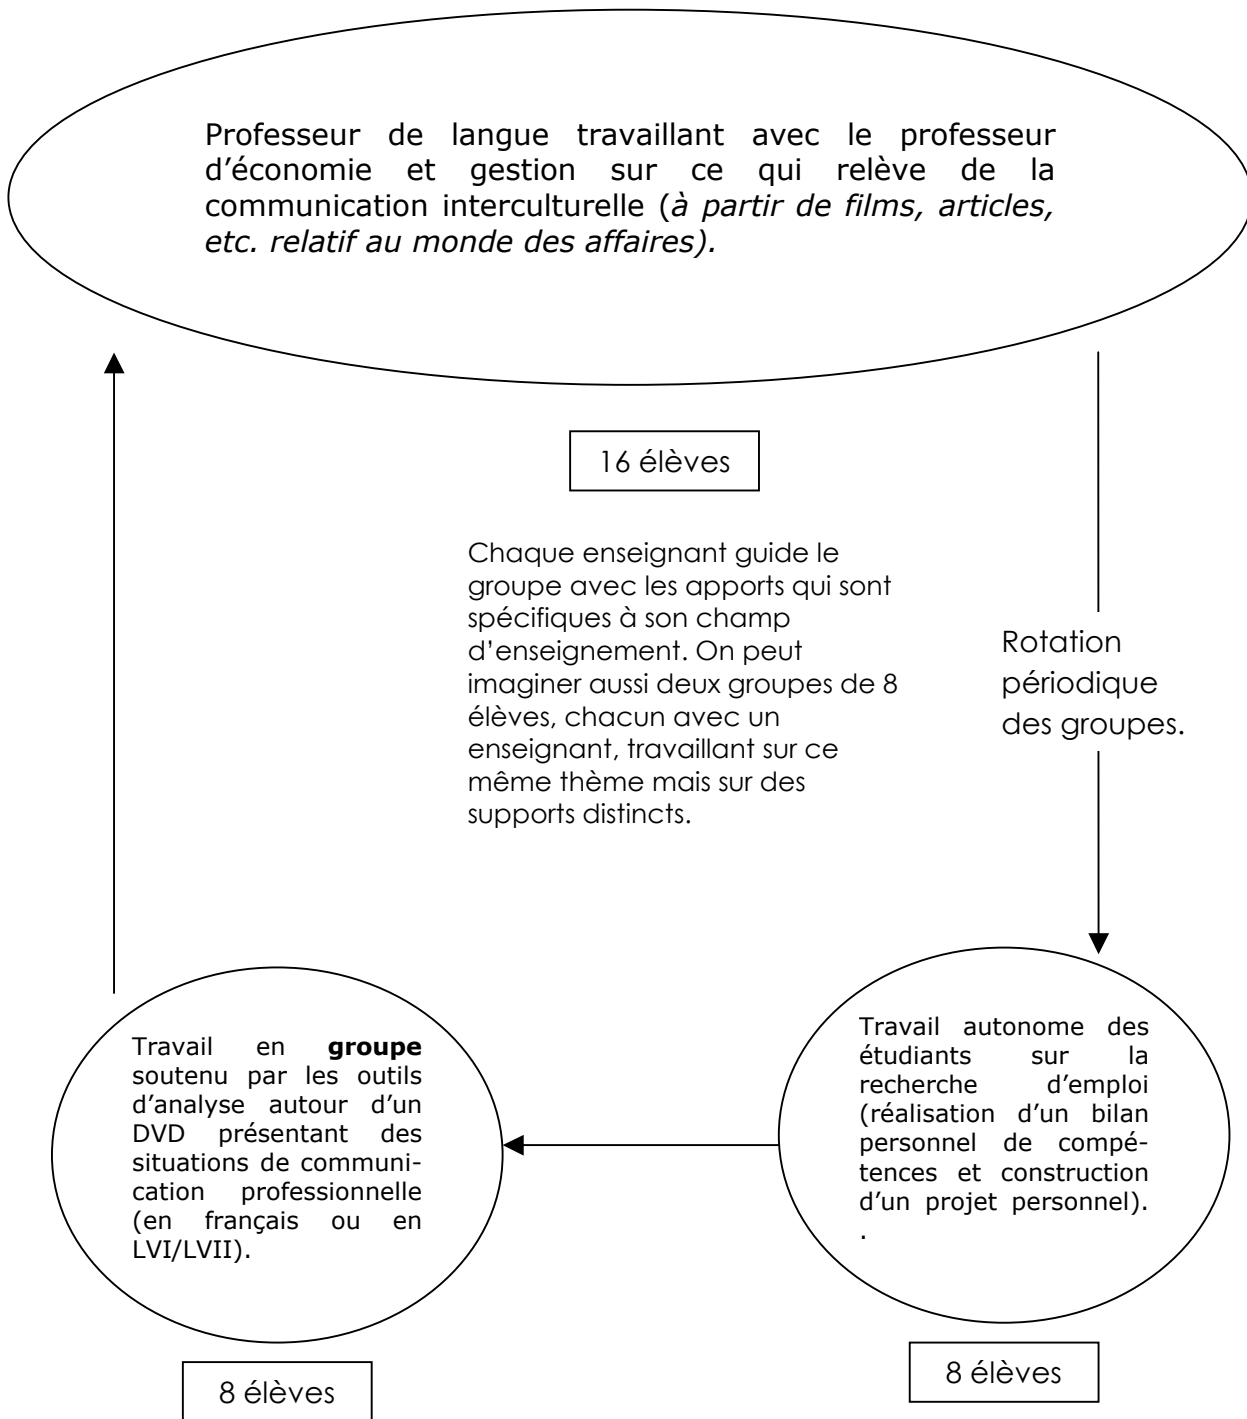 Professeur de langue travaillant avec le professeur
d'économie et gestion sur ce qui relève de la
communication interculturelle (à partir de films, articles,
etc. relatif au monde des affaires).
16 élèves
Chaque enseignant guide le
groupe avec les apports qui sont
spécifiques à son champ
d'enseignement. On peut
imaginer aussi deux groupes de 8
élèves, chacun avec un
enseignant, travaillant sur ce
même thème mais sur des
supports distincts.
Rotation
périodique
des groupes.
Travail en groupe
soutenu par les outils
d'analyse autour d'un
DVD présentant des
situations de communi-
cation professionnelle
(en français ou en
LVI/LVII).
8 élèves
Travail autonome des
étudiants sur la
recherche d'emploi
(réalisation d'un bilan
personnel de compé-
tences et construction
d'un projet personnel).
.
8 élèves